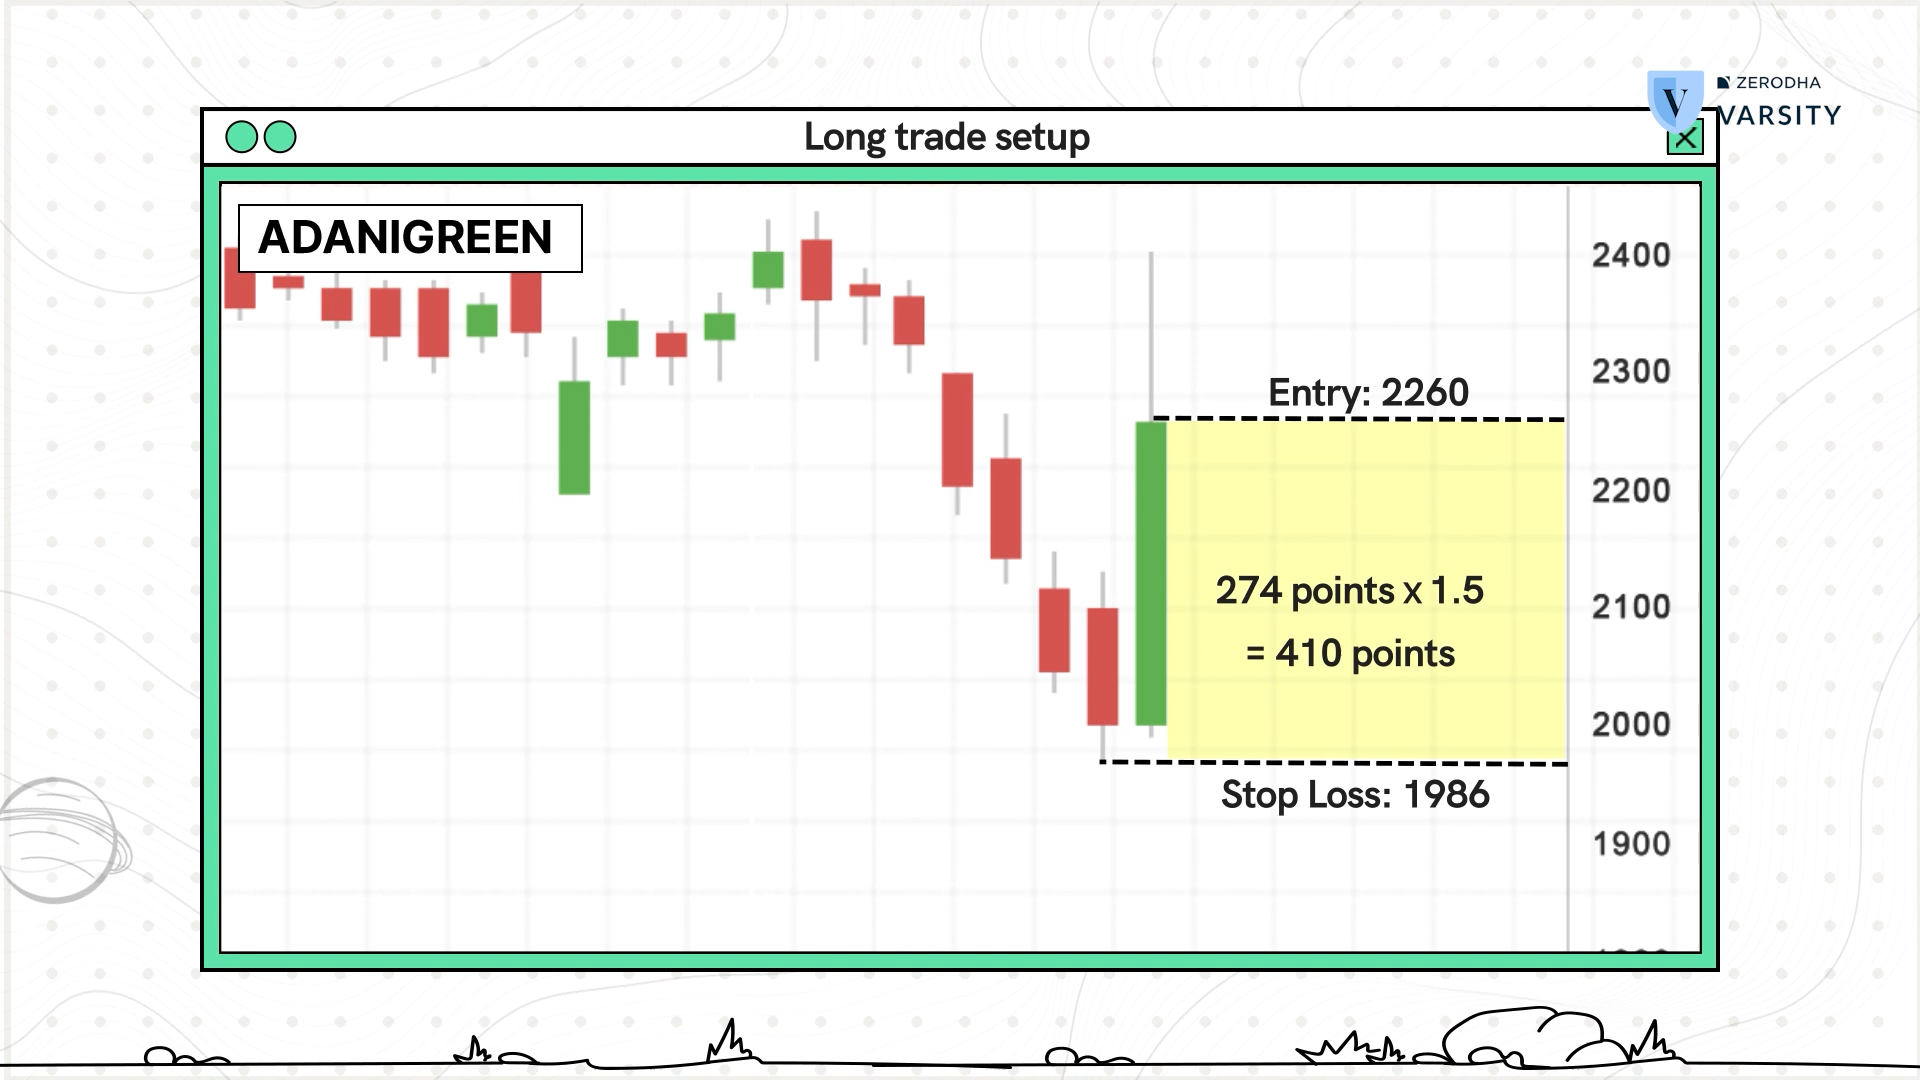 ZERODHA
VARSITY
Long trade setup
ADANIGREEN
2400
2300
Entry: 2260
2200
274 points x 1.5
2100
= 410 points
2000
Stop Loss: 1986
1900